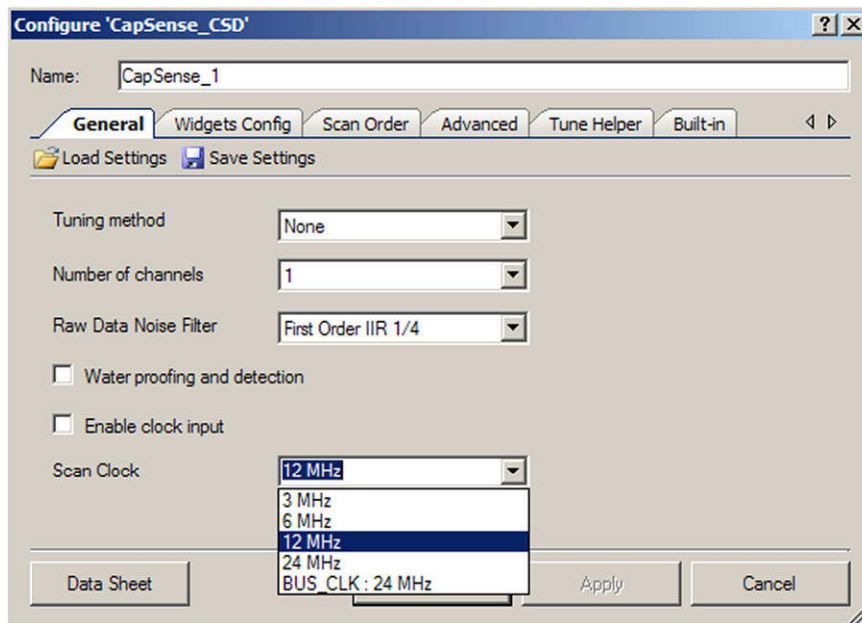 Configure 'CapSense_CSD'
Name: CapSense_1
General Widgets Config Scan Order Advanced Tune Helper Built-in
Load Settings Save Settings
Tuning method None
Number of channels 1
Raw Data Noise Filter First Order IIR 1/4
Water proofing and detection
Enable clock input
Scan Clock 12 MHz
3 MHz
6 MHz
12 MHz
24 MHz
BUS_CLK : 24 MHz
Data Sheet Apply Cancel